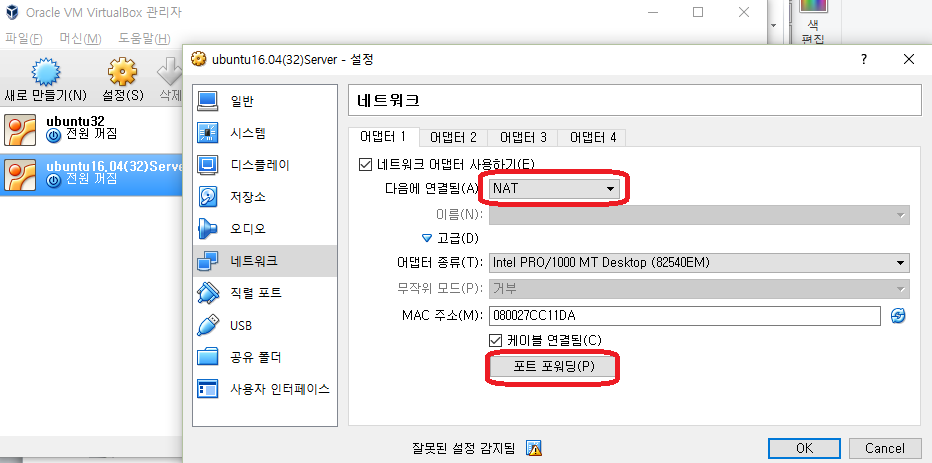 Oracle VM VirtualBox 관리자
파일(F) 머신(M) 도움말(H)
색
편집
새로 만들기(N) 설정(S) 삭제
ubuntu32
전원 꺼짐
ubuntu16.04(32)Serve
전원 꺼짐
ubuntu16.04(32)Server - 설정
일반
시스템
디스플레이
저장소
오디오
네트워크
직렬 포트
USB
공유 폴더
사용자 인터페이스
네트워크
어댑터 1 어댑터 2 어댑터 3 어댑터 4
네트워크 어댑터 사용하기(E)
다음에 연결됨(A) NAT
이름(N):
고급(D)
어댑터 종류(T): Intel PRO/1000 MT Desktop (82540EM)
무작위 모드(P): 거부
MAC 주소(M): 080027CC11DA
케이블 연결됨(C)
포트 포워딩(P)
잘못된 설정 감지됨
OK Cancel